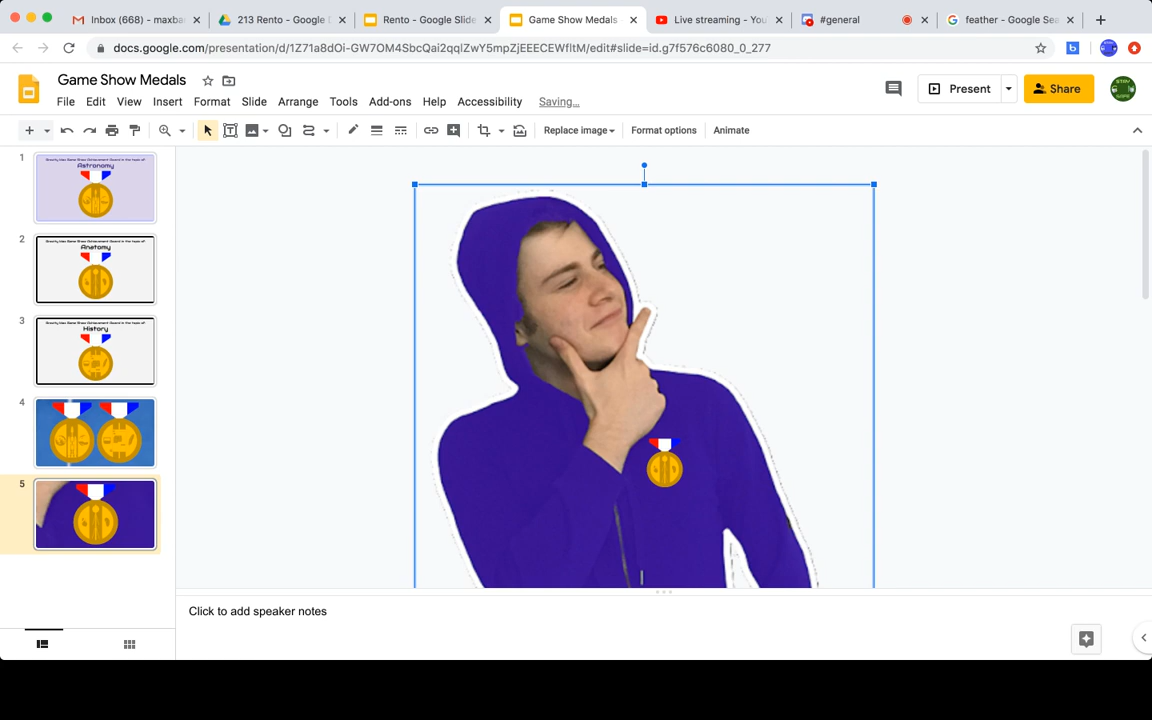 Inbox (668) - maxba
213 Rento - Google D
Rento - Google Slide
Game Show Medals -
Live streaming - You
#general
feather - Google Sea
docs.google.com/presentation/d/1Z71a8dOi-GW7OM4SbcQai2qqlZwY5mpZjEEECEWfltM/edit#slide=id.g7f576c6080_0_277
Game Show Medals
File Edit View Insert Format Slide Arrange Tools Add-ons Help Accessibility Saving...
Present
Share
Replace image
Format options
Animate
1
Astronomy
2
Anatomy
3
History
4
5
Click to add speaker notes